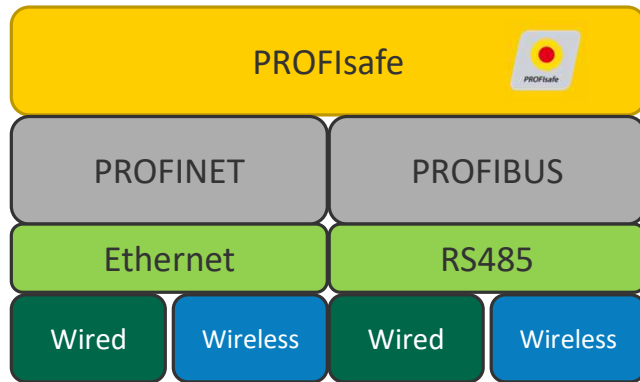 PROFIsafe
PROFIsafe
PROFINET PROFIBUS
Ethernet RS485
Wired Wireless Wired Wireless